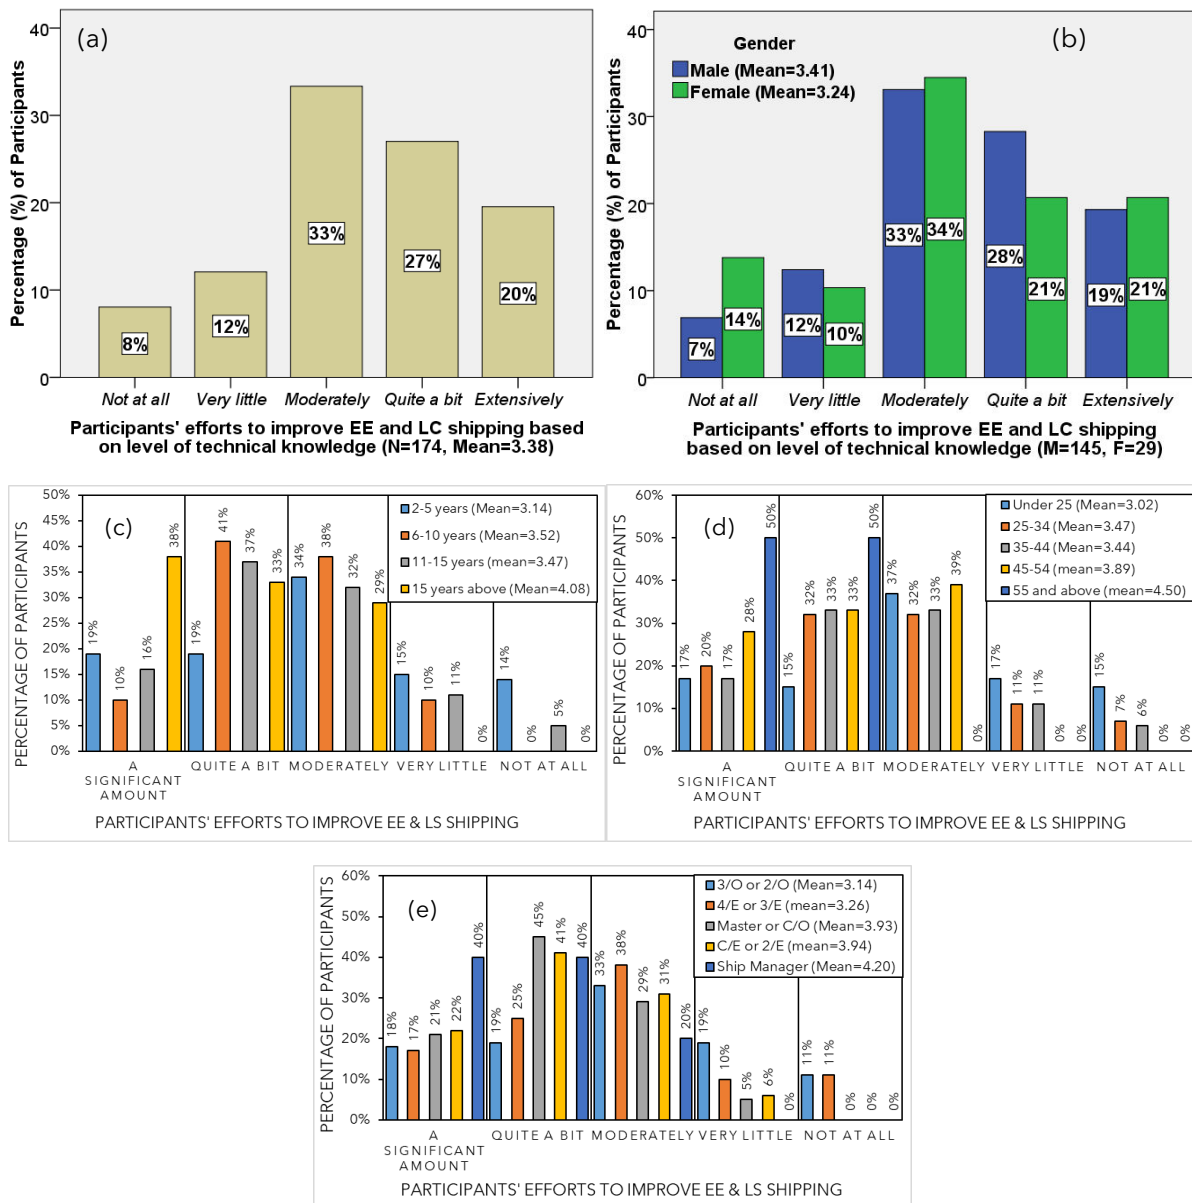 (a)
Percentage (%) of Participants
40
30
20
10
0
8%
12%
33%
27%
20%
Not at all Very little Moderately Quite a bit Extensively
Participants' efforts to improve EE and LC shipping based
on level of technical knowledge (N=174, Mean=3.38)
(b)
Percentage (%) of Participants
40
30
20
10
0
Gender
Male (Mean=3.41)
Female (Mean=3.24)
7%
14%
12%
10%
33%
34%
28%
21%
19%
21%
Not at all Very little Moderately Quite a bit Extensively
Participants' efforts to improve EE and LC shipping
based on level of technical knowledge (M=145, F=29)
(c)
PERCENTAGE OF PARTICIPANTS
50%
45%
40%
35%
30%
25%
20%
15%
10%
5%
0%
2-5 years (Mean=3.14)
6-10 years (Mean=3.52)
11-15 years (mean=3.47)
15 years above (Mean=4.08)
19%
10%
16%
38%
19%
41%
37%
33%
34%
38%
32%
29%
15%
10%
11%
0%
14%
0%
5%
0%
A SIGNIFICANT AMOUNT
QUITE A BIT
MODERATELY
VERY LITTLE
NOT AT ALL
PARTICIPANTS' EFFORTS TO IMPROVE EE & LS SHIPPING
(d)
PERCENTAGE OF PARTICIPANTS
60%
50%
40%
30%
20%
10%
0%
Under 25 (Mean=3.02)
25-34 (Mean=3.47)
35-44 (Mean=3.44)
45-54 (Mean=3.89)
55 and above (mean=4.50)
17%
20%
17%
28%
50%
15%
32%
33%
33%
50%
37%
32%
33%
39%
0%
17%
11%
11%
0%
0%
15%
7%
6%
0%
0%
A SIGNIFICANT AMOUNT
QUITE A BIT
MODERATELY
VERY LITTLE
NOT AT ALL
PARTICIPANTS' EFFORTS TO IMPROVE EE & LS SHIPPING
(e)
PERCENTAGE OF PARTICIPANTS
60%
50%
40%
30%
20%
10%
0%
3/O or 2/O (Mean=3.14)
4/E or 3/E (mean=3.26)
Master or C/O (Mean=3.93)
C/E or 2/E (mean=3.94)
Ship Manager (Mean=4.20)
18%
17%
21%
22%
40%
19%
25%
45%
41%
40%
33%
38%
29%
31%
20%
19%
10%
5%
6%
0%
11%
11%
0%
0%
0%
A SIGNIFICANT AMOUNT
QUITE A BIT
MODERATELY
VERY LITTLE
NOT AT ALL
PARTICIPANTS' EFFORTS TO IMPROVE EE & LS SHIPPING